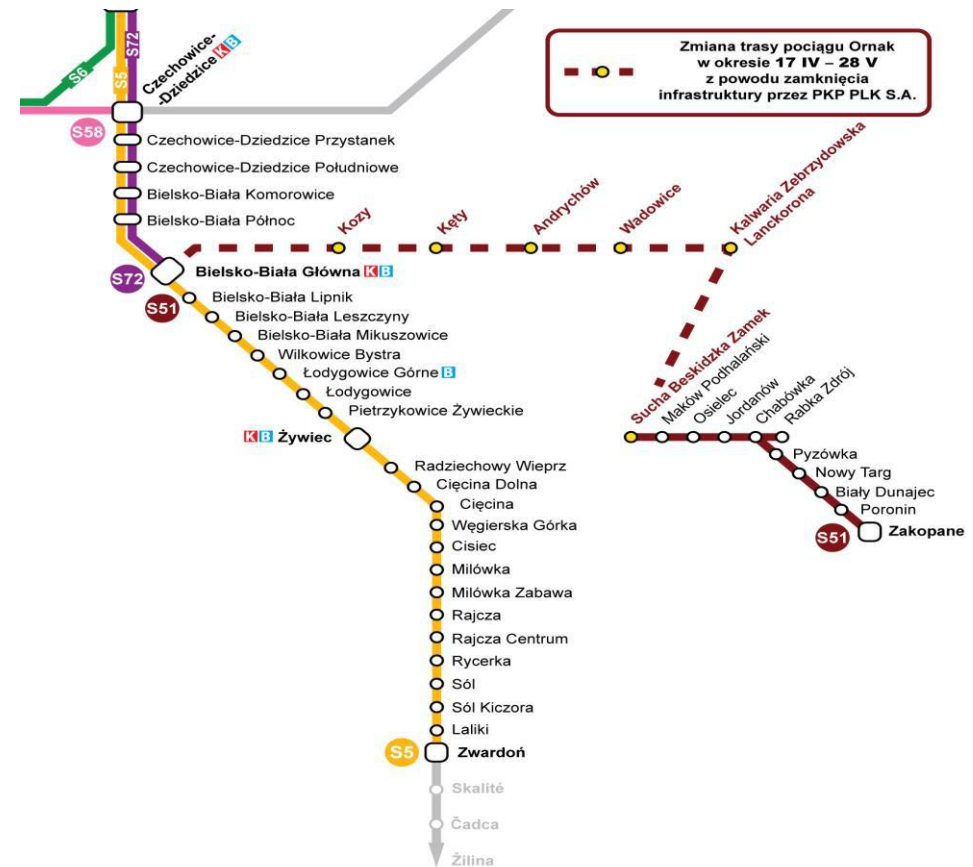 S72
S6
S5
Czechowice-
-Dziedzice K B
Zmiana trasy pociągu Ornak
w okresie 17 IV – 28 V
z powodu zamknięcia
infrastruktury przez PKP PLK S.A.
S58
Czechowice-Dziedzice Przystanek
Czechowice-Dziedzice Południowe
Bielsko-Biała Komorowice
Bielsko-Biała Północ
Kozy
Kęty
Andrychów
Wadowice
Kalwaria Zebrzydowska
Lanckorona
S72
Bielsko-Biała Główna K B
S51
Bielsko-Biała Lipnik
Bielsko-Biała Leszczyny
Bielsko-Biała Mikuszowice
Wilkowice Bystra
Łodygowice Górne B
Łodygowice
Pietrzykowice Żywieckie
K B Żywiec
Sucha Beskidzka Zamek
Maków Podhalański
Osielec
Jordanów
Chabówka
Rabka Zdrój
Pyzówka
Nowy Targ
Biały Dunajec
Poronin
S51
Zakopane
Radziechowy Wieprz
Cięcina Dolna
Cięcina
Węgierska Górka
Cisiec
Milówka
Milówka Zabawa
Rajcza
Rajcza Centrum
Rycerka
Sól
Sól Kiczora
Laliki
S5 Zwardoń
Skalité
Čadca
Žilina